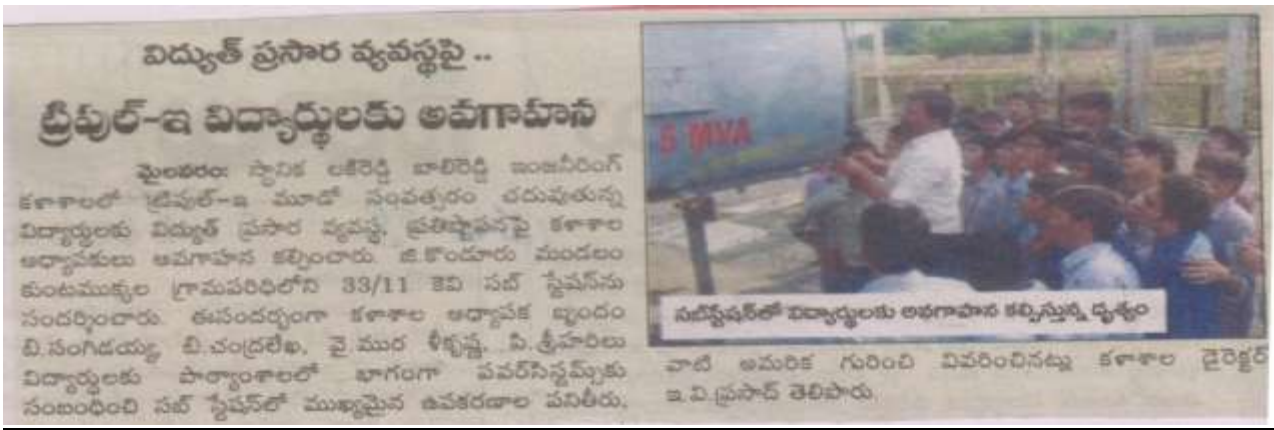 విద్యుత్ ప్రసార వ్యవస్థపై ..
ట్రిపుల్-ఇ విద్యార్థులకు అవగాహన
మైలవరం: స్థానిక లకిరెడ్డి బాలిరెడ్డి ఇంజనీరింగ్
కళాశాలలో ట్రిపుల్-ఇ మూడో సంవత్సరం చదువుతున్న
విద్యార్థులకు విద్యుత్ ప్రసార వ్యవస్థ, ప్రతిష్టాపనపై కళాశాల
అధ్యాపకులు అవగాహన కల్పించారు. జి.కొండూరు మండలం
కుంటముక్కల గ్రామపరిధిలోని 33/11 కెవి సబ్ స్టేషన్‌ను
సందర్శించారు. ఈసందర్భంగా కళాశాల అధ్యాపక బృందం
బి.సంగిడయ్య, బి.చంద్రలేఖ, వై.ముర ళీకృష్ణ, పి.శ్రీహరిలు
విద్యార్థులకు పాఠ్యాంశాలలో భాగంగా పవర్‌సిస్టమ్స్‌కు
సంబంధించి సబ్ స్టేషన్‌లో ముఖ్యమైన ఉపకరణాల పనితీరు,
5 MVA
సబ్‌స్టేషన్‌లో విద్యార్థులకు అవగాహన కల్పిస్తున్న దృశ్యం
వాటి అమరిక గురించి వివరించినట్లు కళాశాల డైరెక్టర్
ఇ.వి.ప్రసాద్ తెలిపారు.